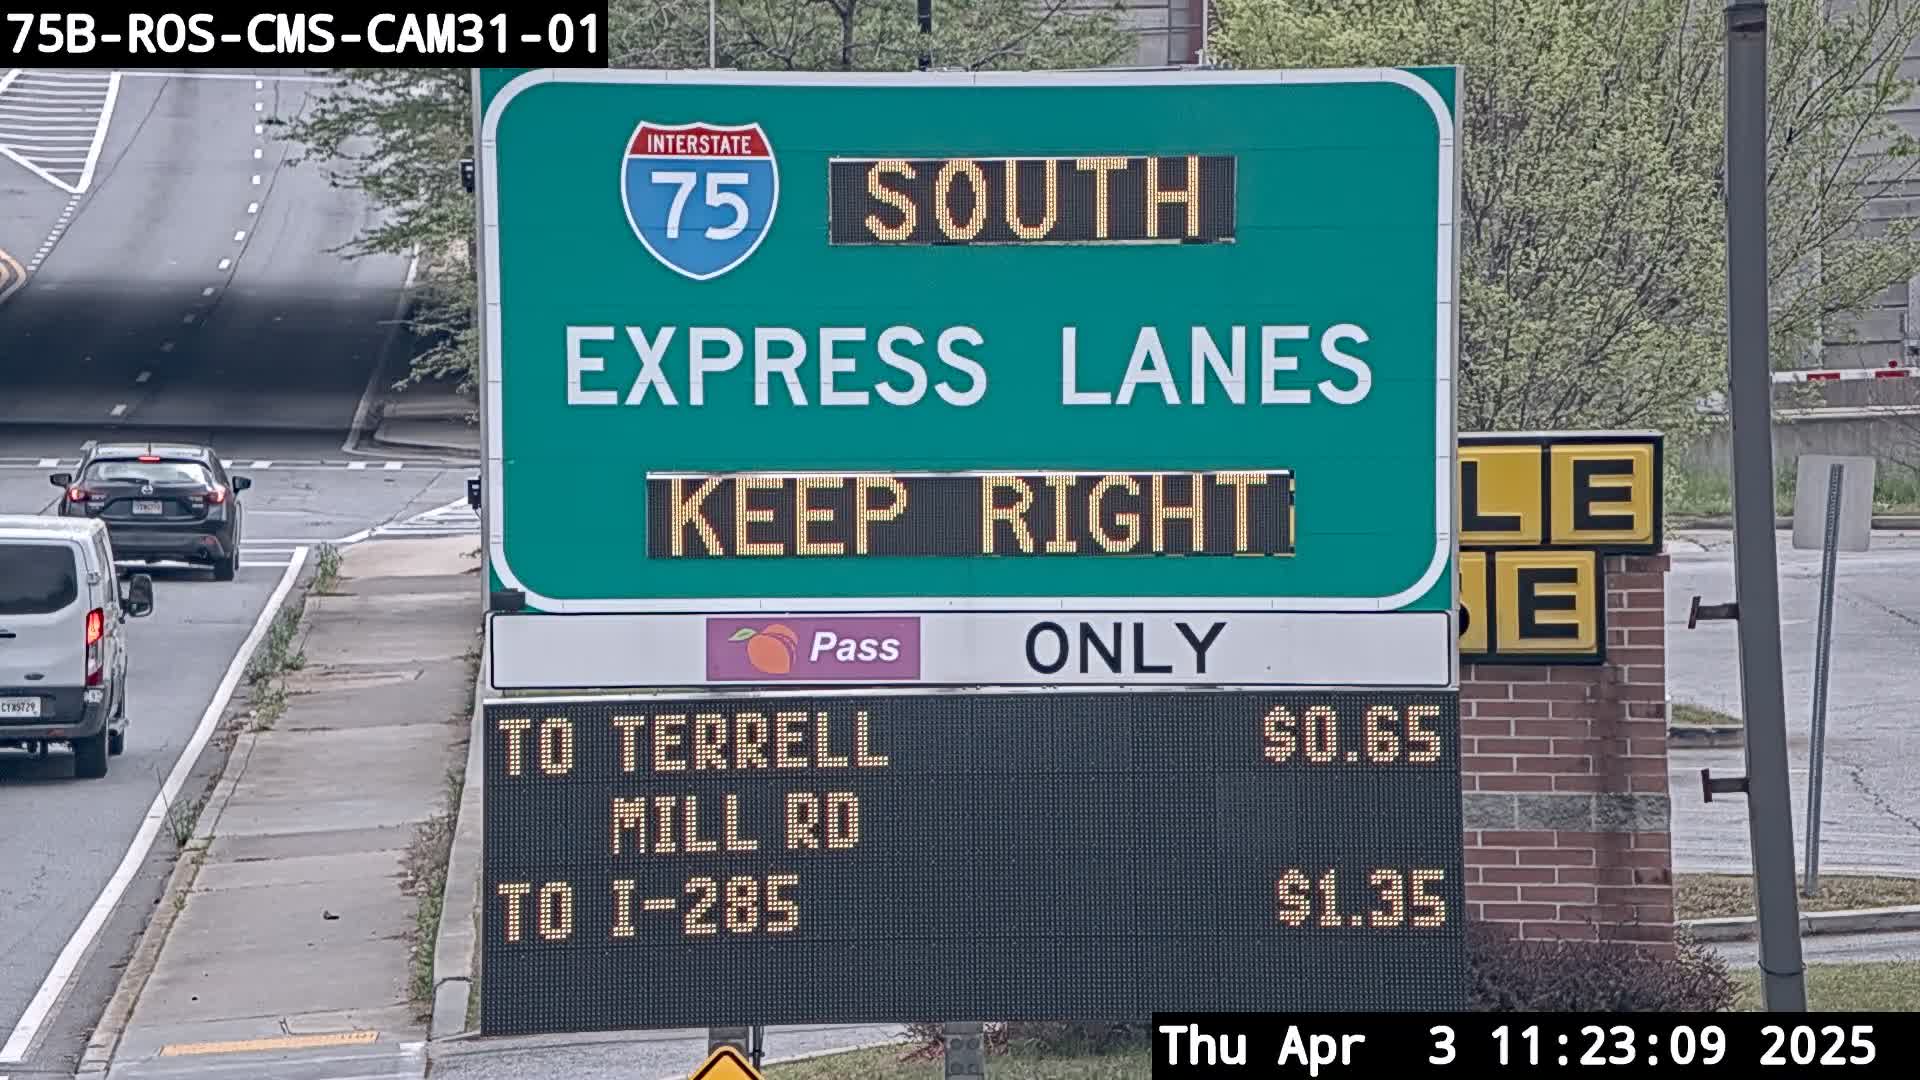 75B-ROS-CMS-CAM31-01
INTERSTATE
75
SOUTH
EXPRESS LANES
KEEP RIGHT
Pass ONLY
TO TERRELL $0.65
MILL RD
TO I-285 $1.35
LE
E
Thu Apr 3 11:23:09 2025